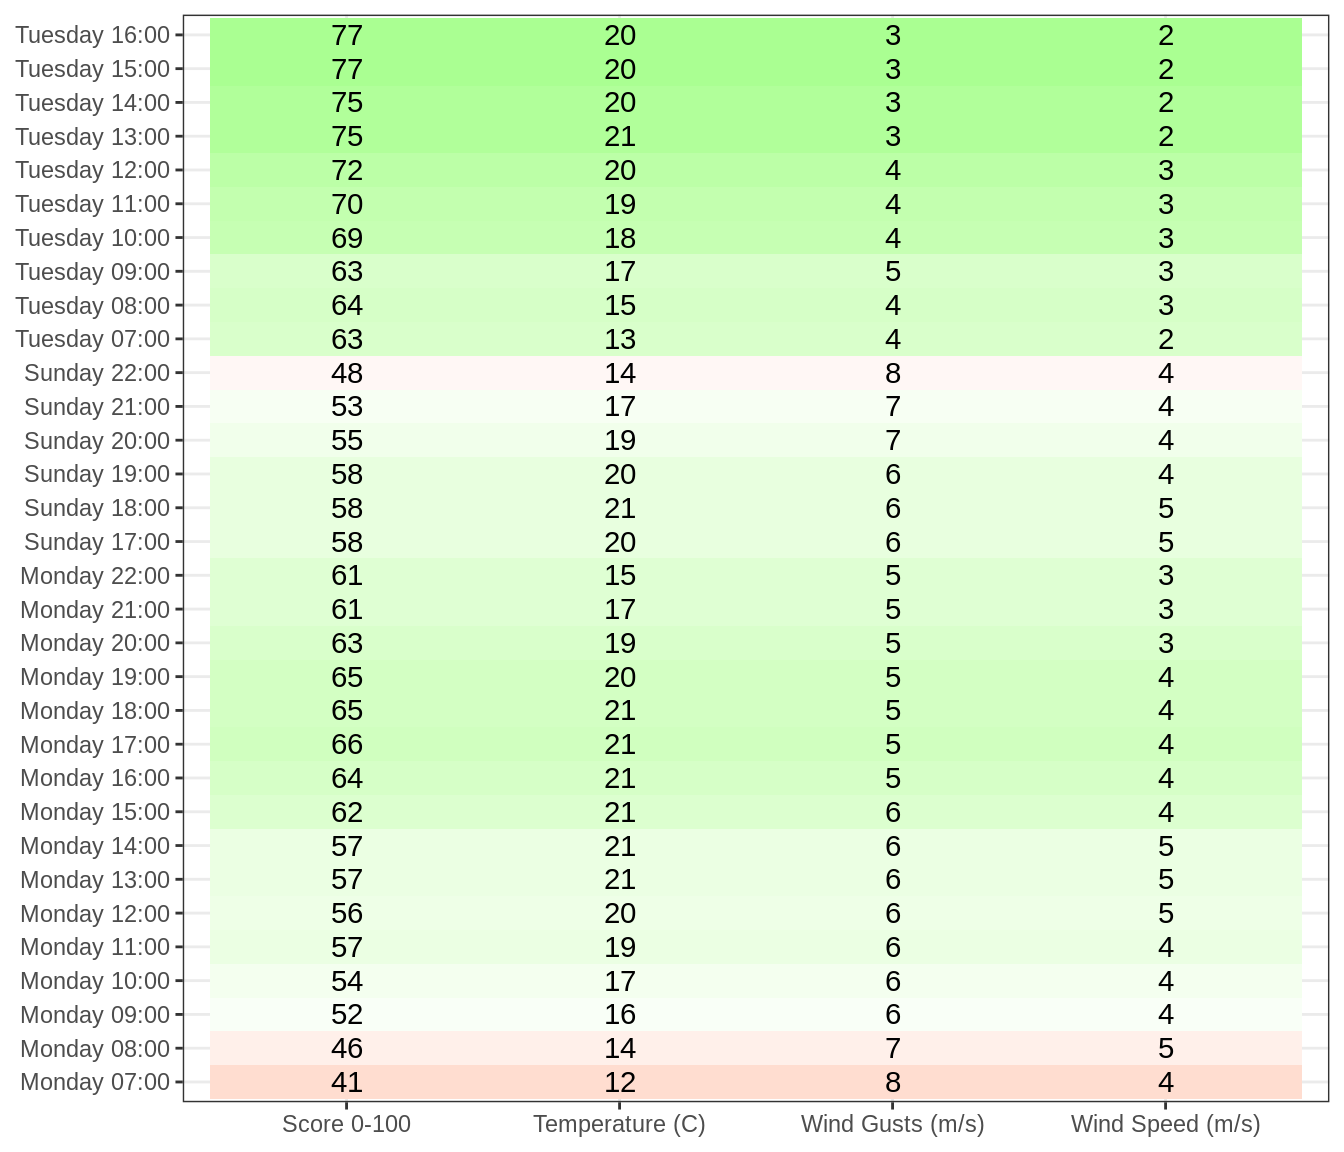 Tuesday 16:00 77 20 3 2
Tuesday 15:00 77 20 3 2
Tuesday 14:00 75 20 3 2
Tuesday 13:00 75 21 3 2
Tuesday 12:00 72 20 4 3
Tuesday 11:00 70 19 4 3
Tuesday 10:00 69 18 4 3
Tuesday 09:00 63 17 5 3
Tuesday 08:00 64 15 4 3
Tuesday 07:00 63 13 4 2
Sunday 22:00 48 14 8 4
Sunday 21:00 53 17 7 4
Sunday 20:00 55 19 7 4
Sunday 19:00 58 20 6 4
Sunday 18:00 58 21 6 5
Sunday 17:00 58 20 6 5
Monday 22:00 61 15 5 3
Monday 21:00 61 17 5 3
Monday 20:00 63 19 5 3
Monday 19:00 65 20 5 4
Monday 18:00 65 21 5 4
Monday 17:00 66 21 5 4
Monday 16:00 64 21 5 4
Monday 15:00 62 21 6 4
Monday 14:00 57 21 6 5
Monday 13:00 57 21 6 5
Monday 12:00 56 20 6 5
Monday 11:00 57 19 6 4
Monday 10:00 54 17 6 4
Monday 09:00 52 16 6 4
Monday 08:00 46 14 7 5
Monday 07:00 41 12 8 4
Score 0-100 Temperature (C) Wind Gusts (m/s) Wind Speed (m/s)